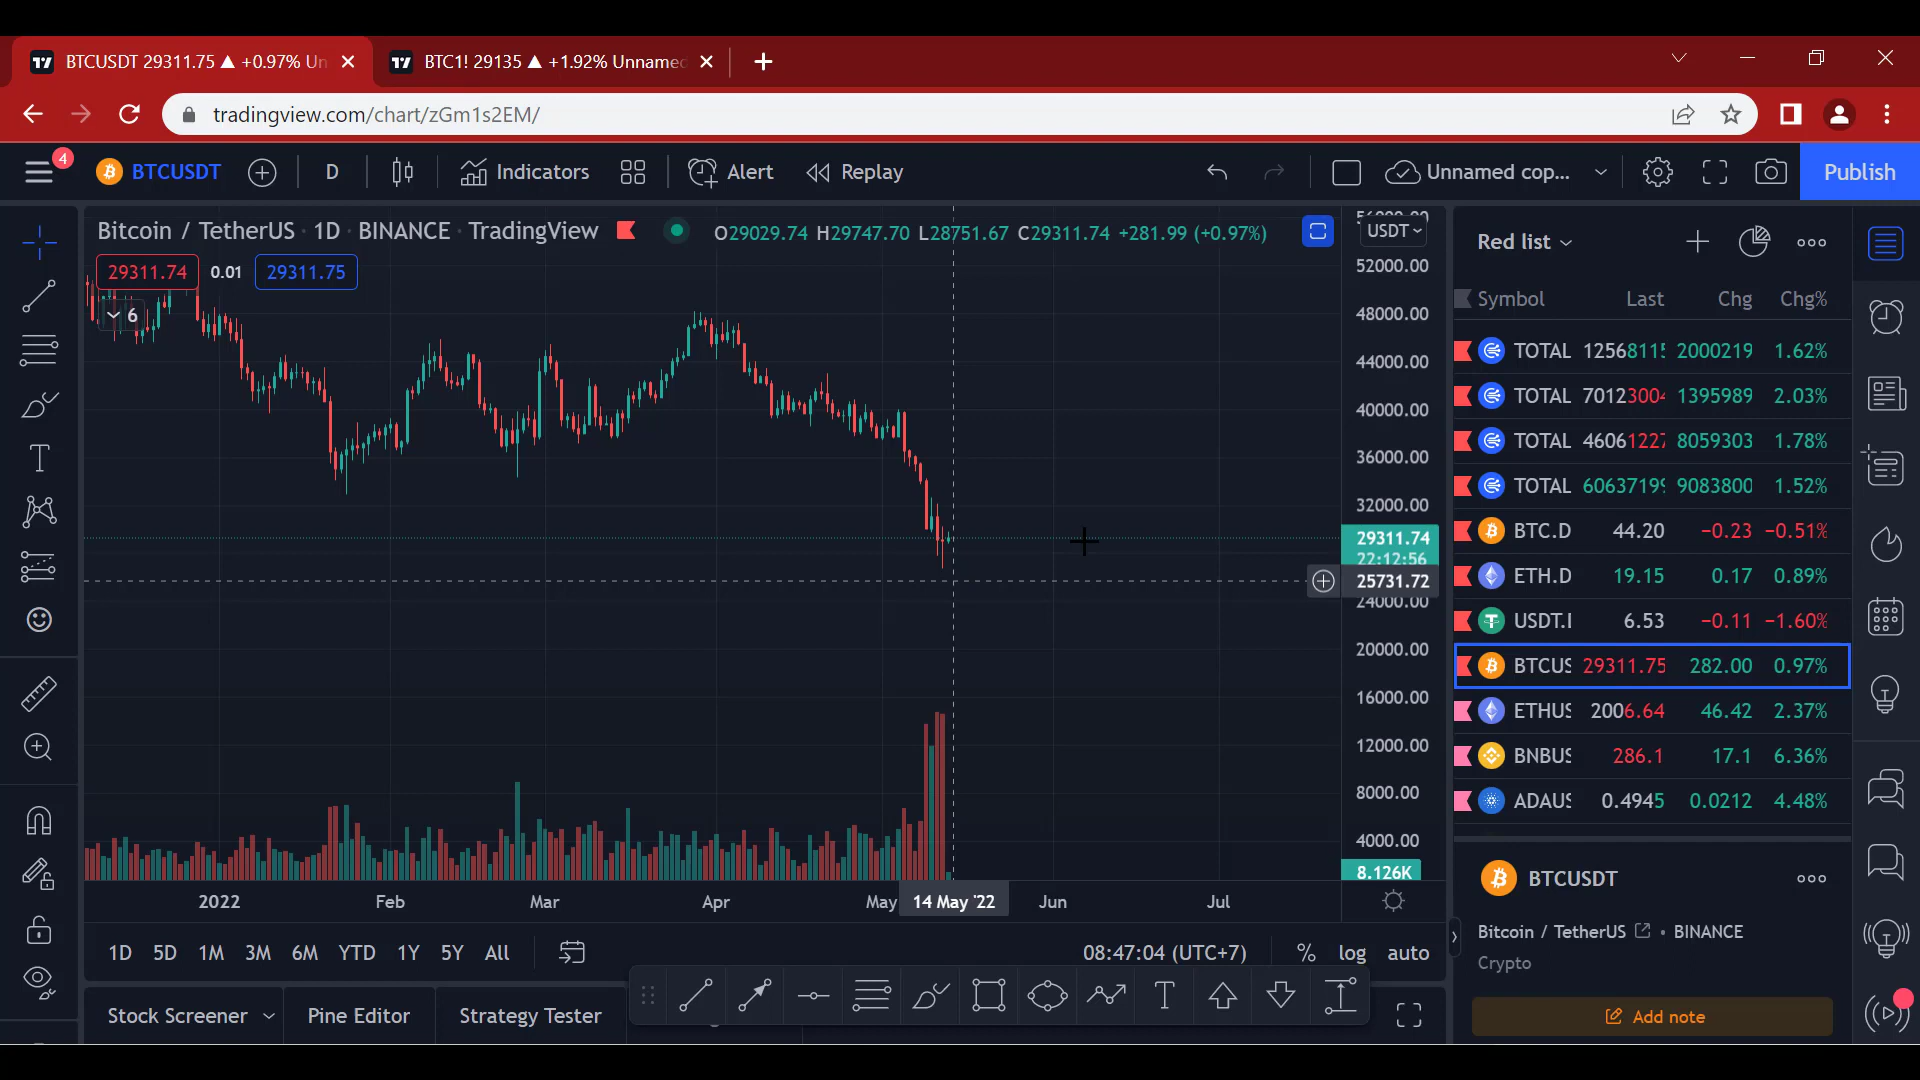 BTCUSDT 29311.75 ▲ +0.97% Un
BTC1! 29135 ▲ +1.92% Unnamed
tradingview.com/chart/zGm1s2EM/
4
BTCUSDT D Indicators Alert Replay Unnamed cop... Publish
Bitcoin / TetherUS · 1D · BINANCE · TradingView O29029.74 H29747.70 L28751.67 C29311.74 +281.99 (+0.97%)
29311.74 0.01 29311.75
6
USDT
52000.00
48000.00
44000.00
40000.00
36000.00
32000.00
29311.74
22:12:56
25731.72
24000.00
20000.00
16000.00
12000.00
8000.00
4000.00
8.126K
2022 Feb Mar Apr May 14 May '22 Jun Jul
1D 5D 1M 3M 6M YTD 1Y 5Y All 08:47:04 (UTC+7) % log auto
Stock Screener Pine Editor Strategy Tester
T
Red list
Symbol Last Chg Chg%
TOTAL 12568115 2000219 1.62%
TOTAL 70123004 1395989 2.03%
TOTAL 46061227 8059303 1.78%
TOTAL 60637199 9083800 1.52%
BTC.D 44.20 −0.23 −0.51%
ETH.D 19.15 0.17 0.89%
USDT.I 6.53 −0.11 −1.60%
BTCUS 29311.75 282.00 0.97%
ETHUS 2006.64 46.42 2.37%
BNBUS 286.1 17.1 6.36%
ADAUS 0.4945 0.0212 4.48%
BTCUSDT
Bitcoin / TetherUS • BINANCE
Crypto
Add note